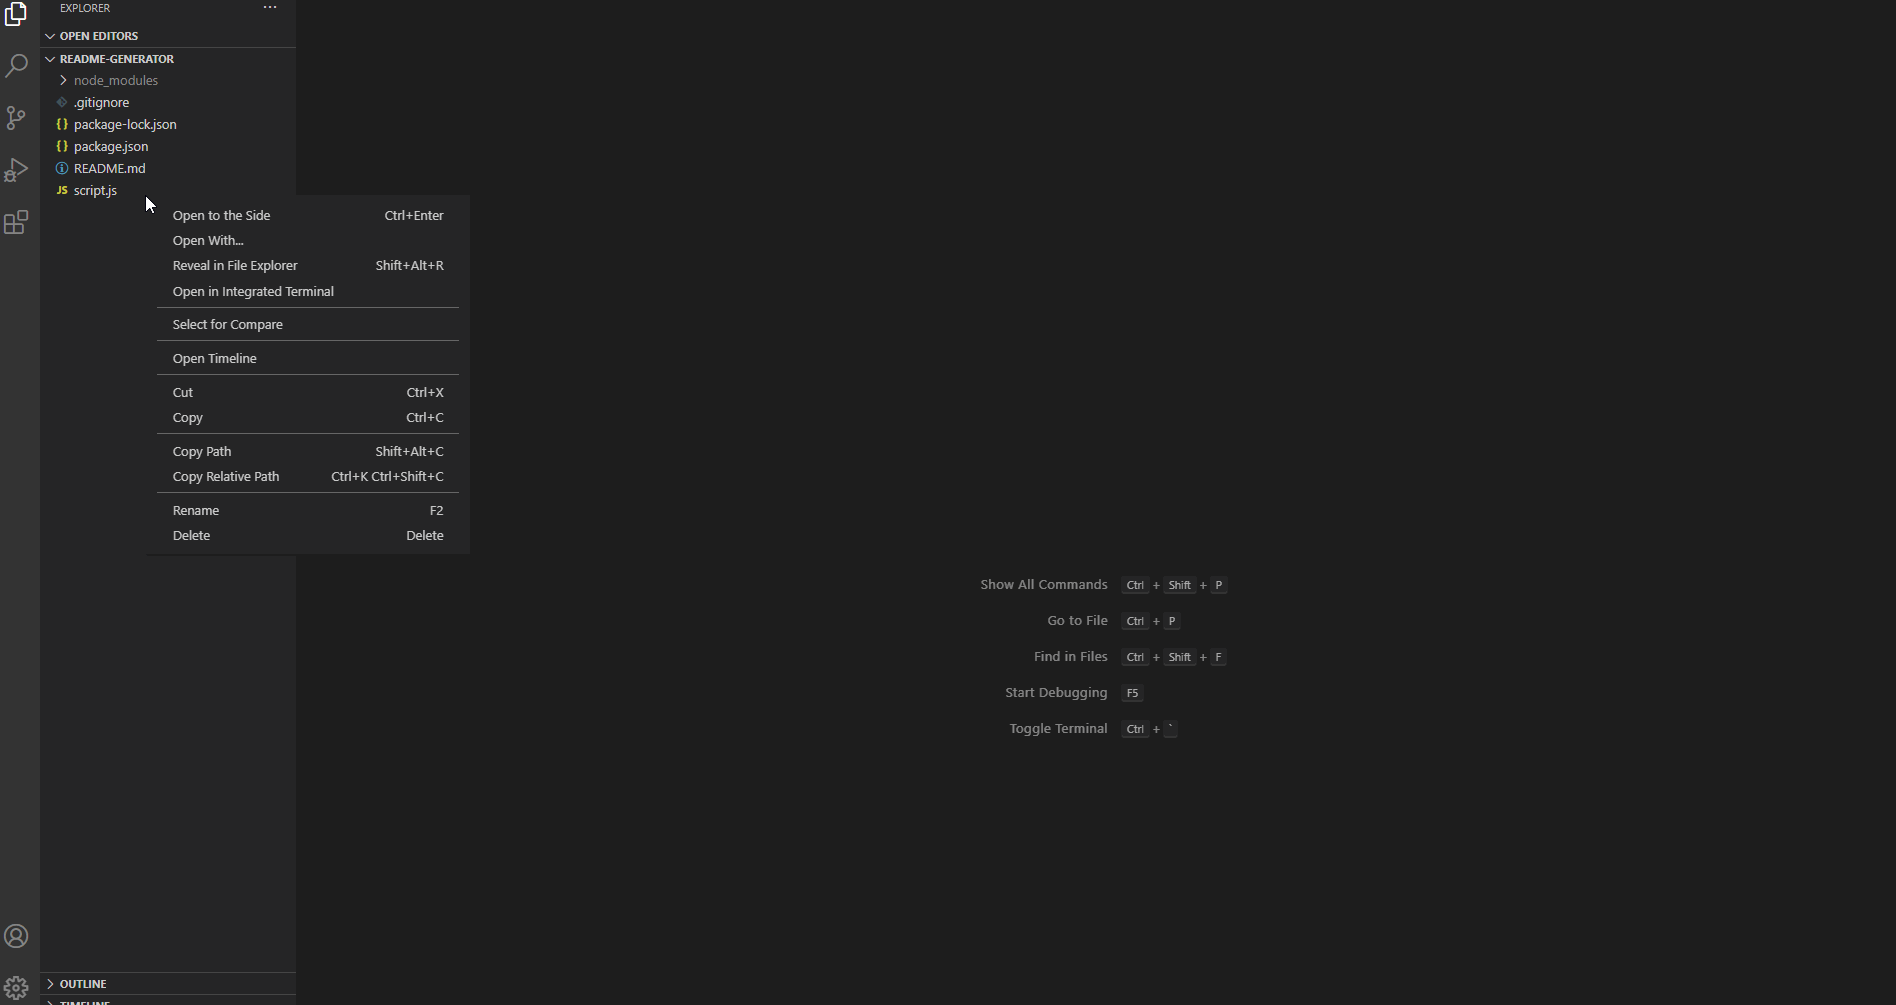 EXPLORER
OPEN EDITORS
README-GENERATOR
node_modules
.gitignore
{} package-lock.json
{} package.json
README.md
JS script.js
Open to the Side Ctrl+Enter
Open With...
Reveal in File Explorer Shift+Alt+R
Open in Integrated Terminal
Select for Compare
Open Timeline
Cut Ctrl+X
Copy Ctrl+C
Copy Path Shift+Alt+C
Copy Relative Path Ctrl+K Ctrl+Shift+C
Rename F2
Delete Delete
Show All Commands Ctrl + Shift + P
Go to File Ctrl + P
Find in Files Ctrl + Shift + F
Start Debugging F5
Toggle Terminal Ctrl + `
OUTLINE
TIMELINE